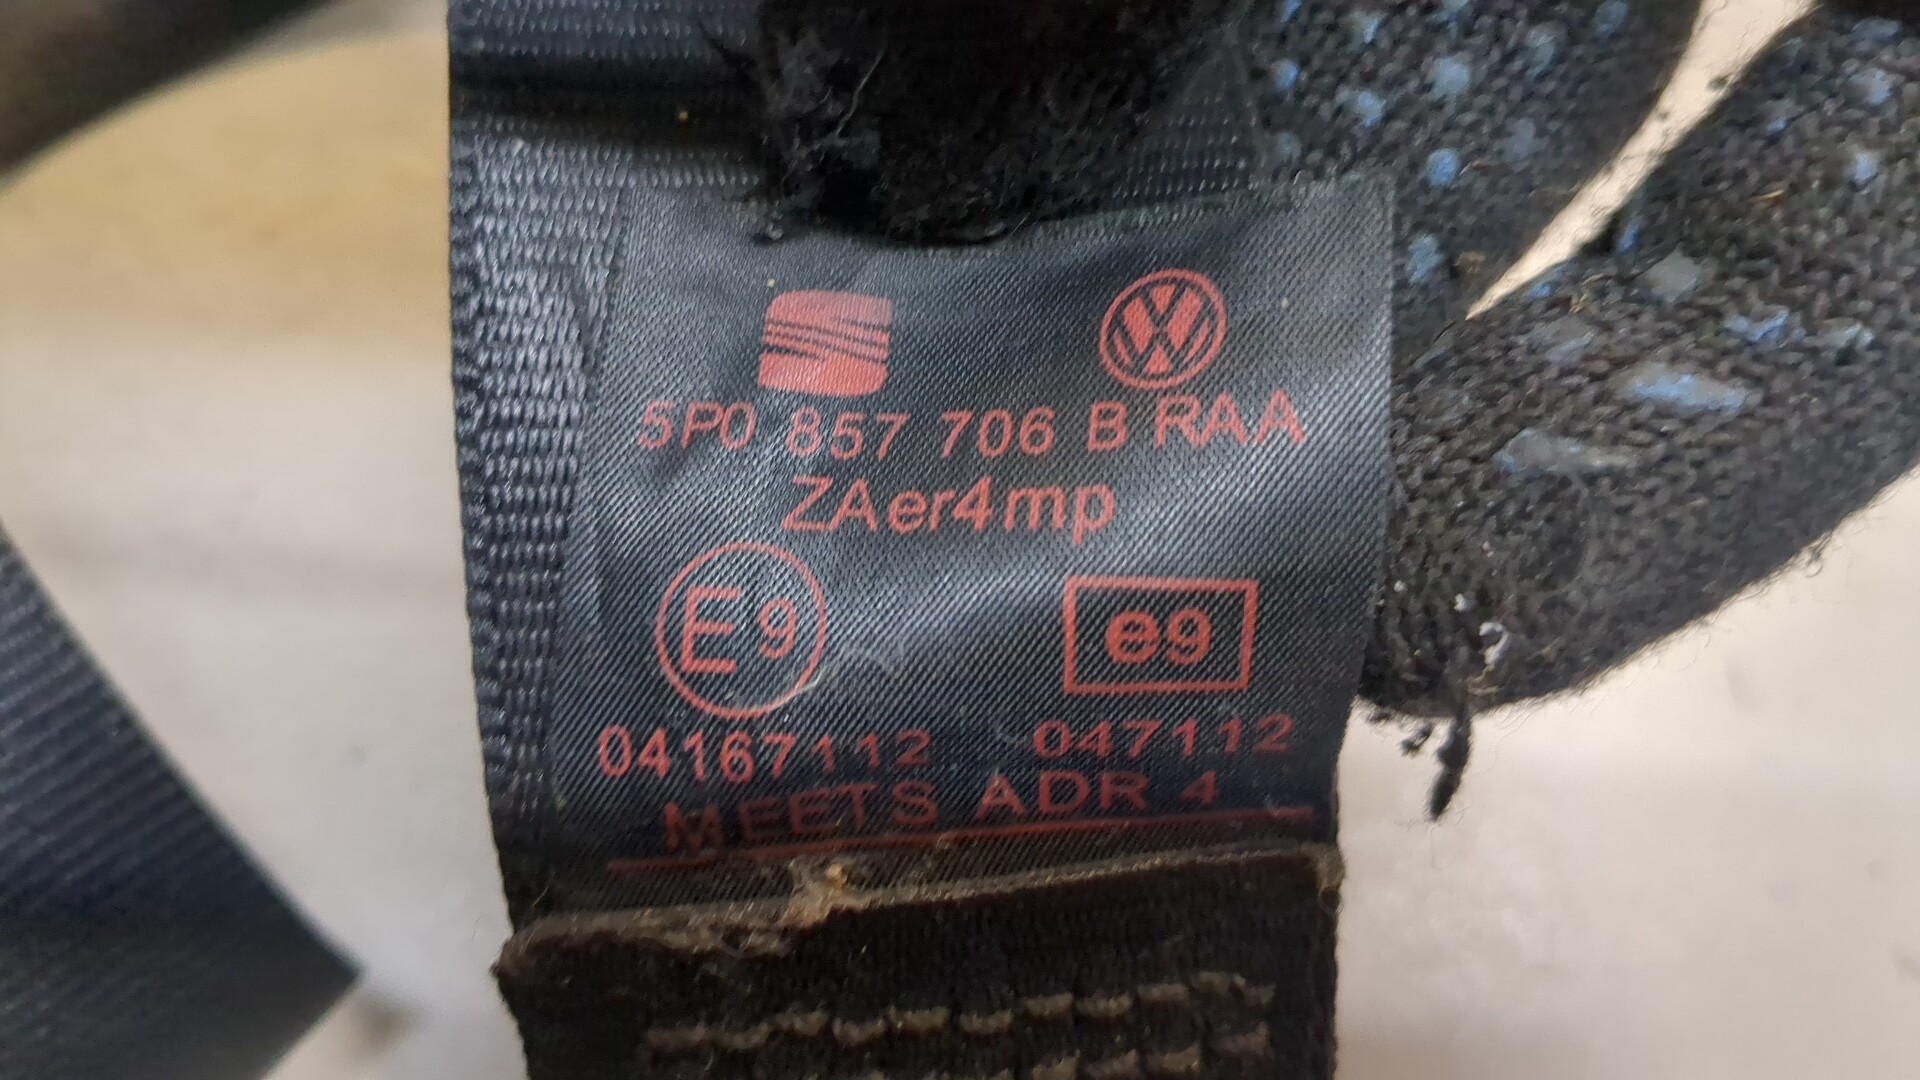 5P0 857 706 B RAA
ZAer4mp
E9 e9
04167112 047112
MEETS ADR 4